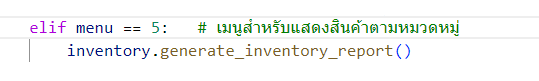 elif menu == 5:   # เมนูสำหรับแสดงสินค้าตามหมวดหมู่
    inventory.generate_inventory_report()